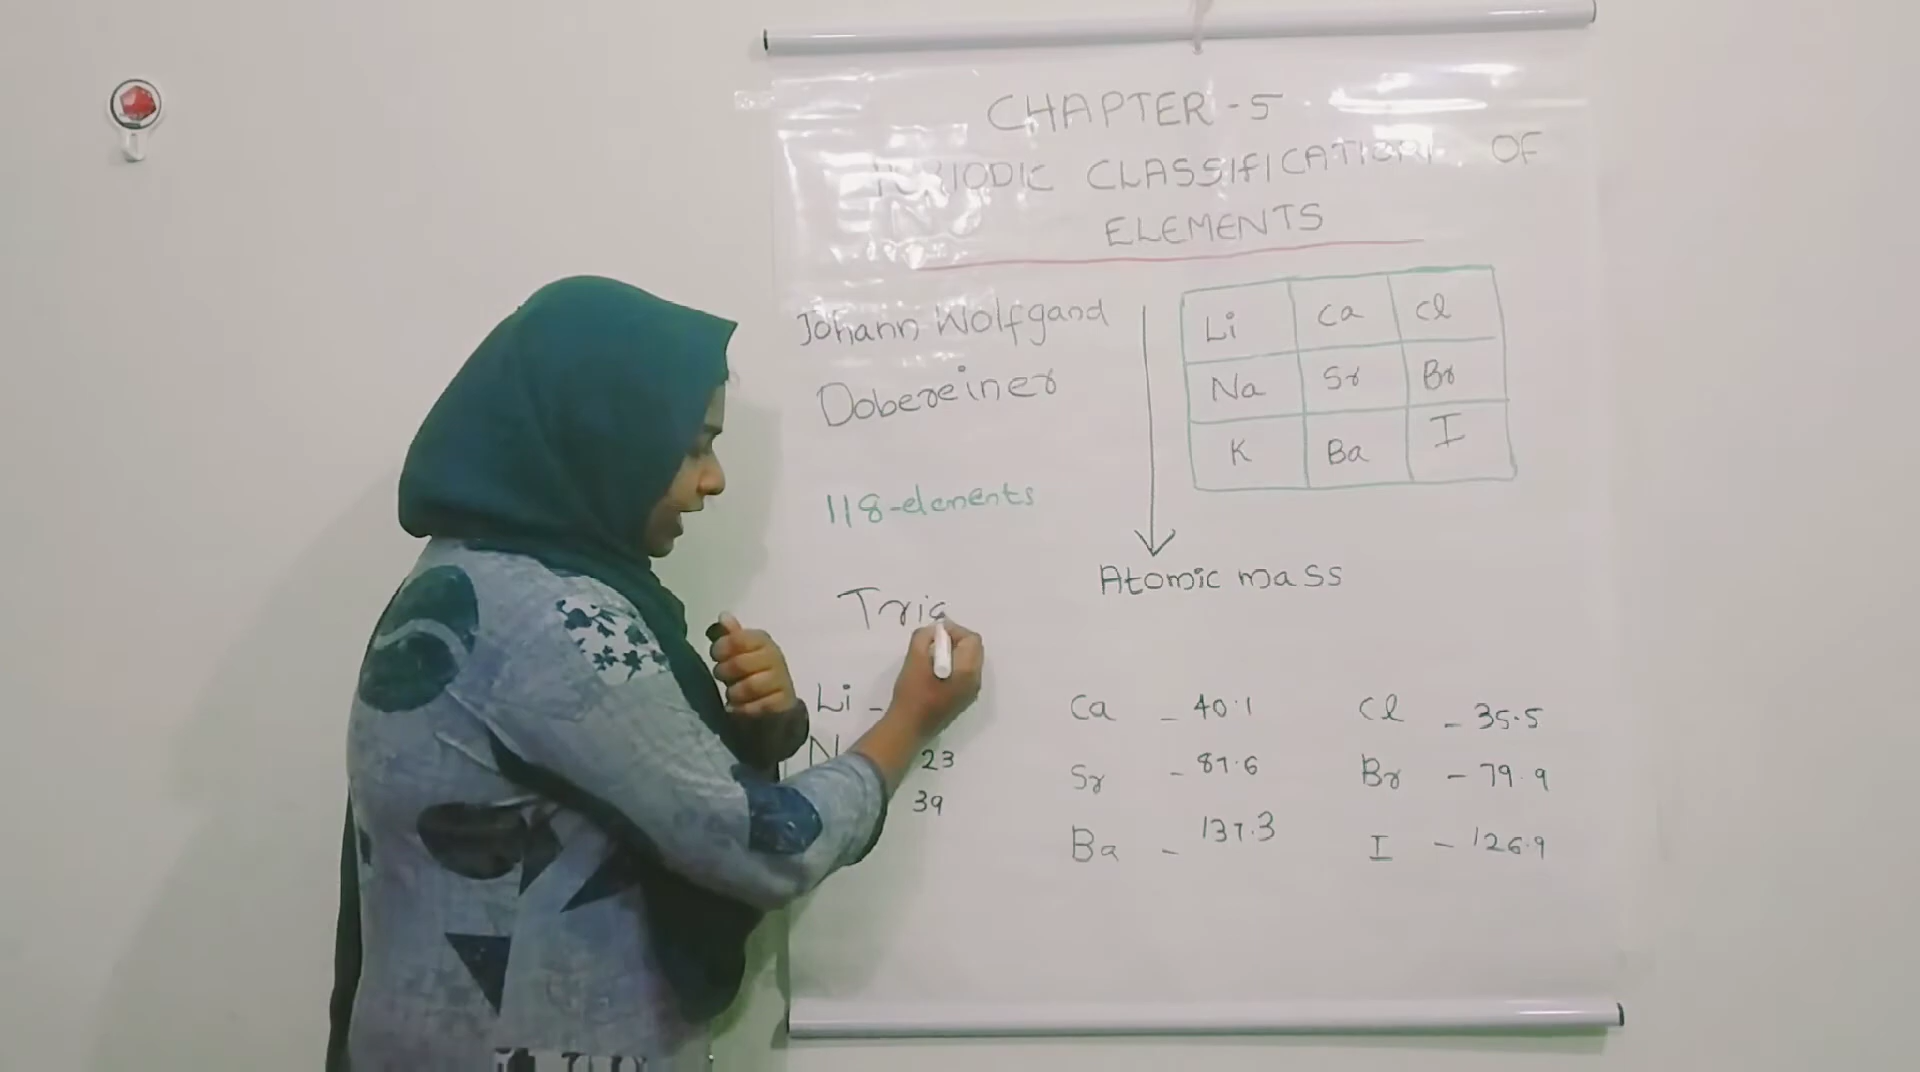 CHAPTER - 5
PERIODIC CLASSIFICATION OF
ELEMENTS
Johann Wolfgand
Dobereiner
118-elements
Li Ca Cl
Na Sr Br
K Ba I
Atomic mass
Tria
Li -
N 23
39
Ca - 40.1
Sr - 87.6
Ba - 137.3
Cl - 35.5
Br - 79.9
I - 126.9